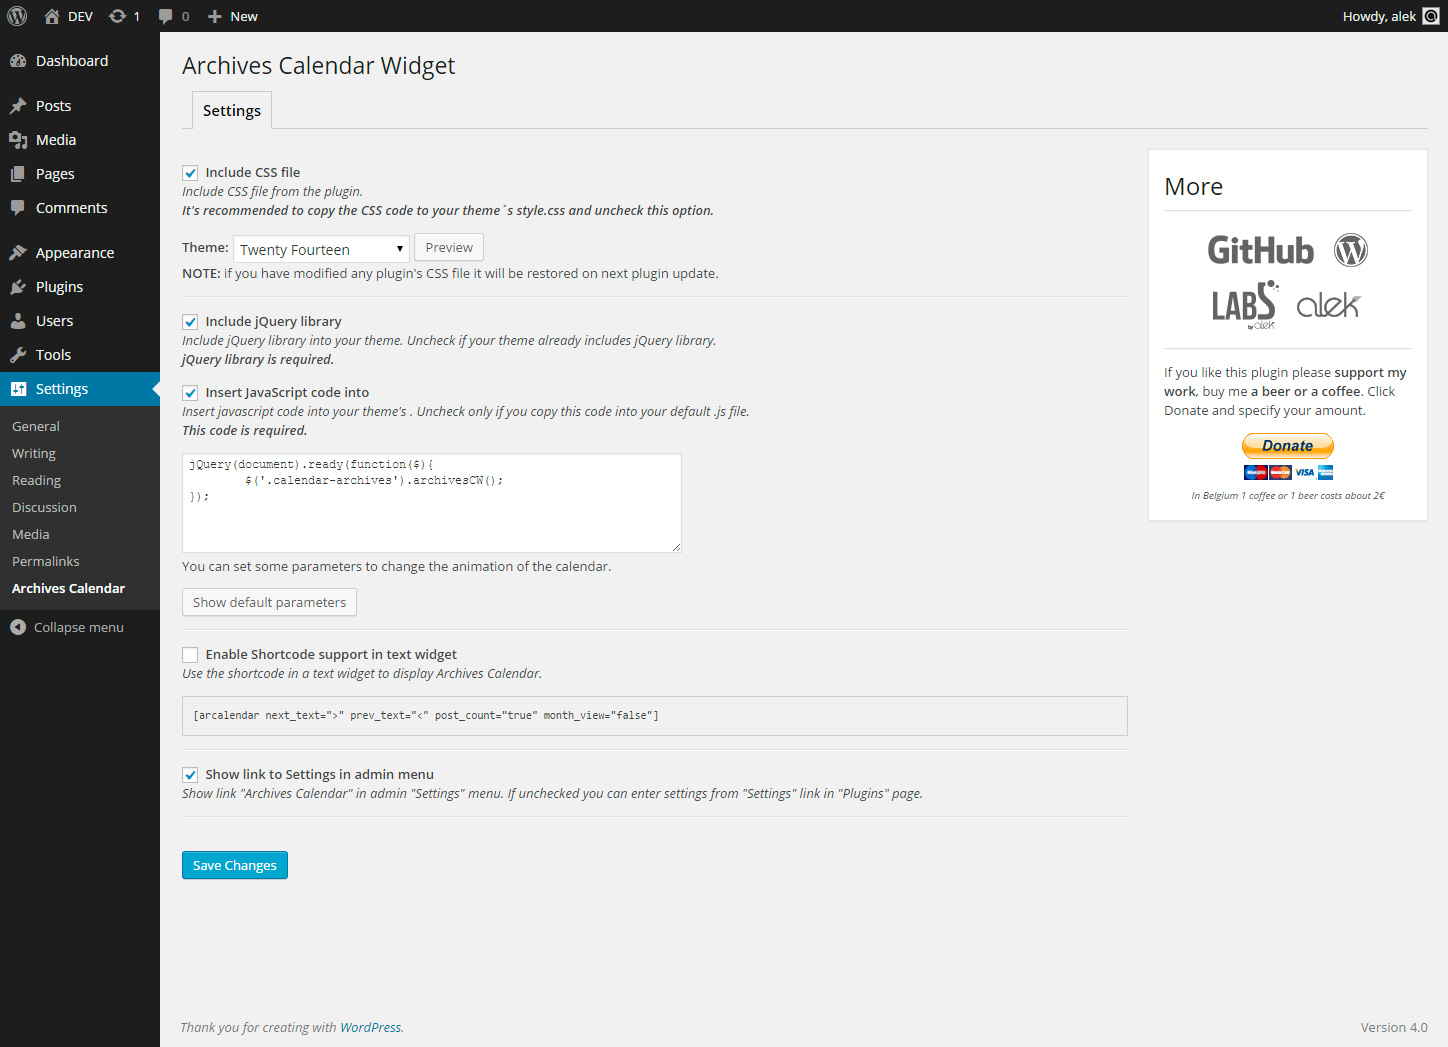 DEV 1 0 New
Howdy, alek
Dashboard
Posts
Media
Pages
Comments
Appearance
Plugins
Users
Tools
Settings
General
Writing
Reading
Discussion
Media
Permalinks
Archives Calendar
Collapse menu
Archives Calendar Widget
Settings
Include CSS file
Include CSS file from the plugin.
It's recommended to copy the CSS code to your theme´s style.css and uncheck this option.
Theme: Twenty Fourteen Preview
NOTE: if you have modified any plugin's CSS file it will be restored on next plugin update.
Include jQuery library
Include jQuery library into your theme. Uncheck if your theme already includes jQuery library.
jQuery library is required.
Insert JavaScript code into
Insert javascript code into your theme's . Uncheck only if you copy this code into your default .js file.
This code is required.
jQuery(document).ready(function($){
$('.calendar-archives').archivesCW();
});
You can set some parameters to change the animation of the calendar.
Show default parameters
Enable Shortcode support in text widget
Use the shortcode in a text widget to display Archives Calendar.
[arcalendar next_text=">" prev_text="<" post_count="true" month_view="false"]
Show link to Settings in admin menu
Show link "Archives Calendar" in admin "Settings" menu. If unchecked you can enter settings from "Settings" link in "Plugins" page.
Save Changes
More
GitHub
LABS
by alek
alek
If you like this plugin please support my
work, buy me a beer or a coffee. Click
Donate and specify your amount.
Donate
VISA
In Belgium 1 coffee or 1 beer costs about 2€
Thank you for creating with WordPress.
Version 4.0